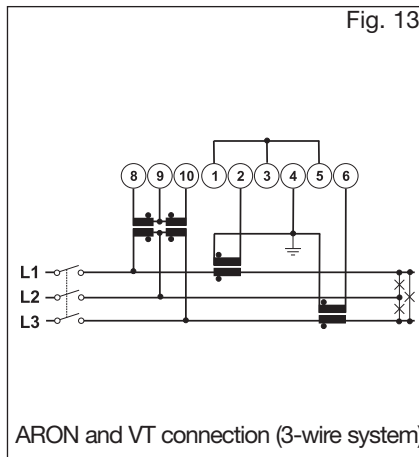 Fig. 13
8 9 10 1 2 3 4 5 6
L1
L2
L3
ARON and VT connection (3-wire system)